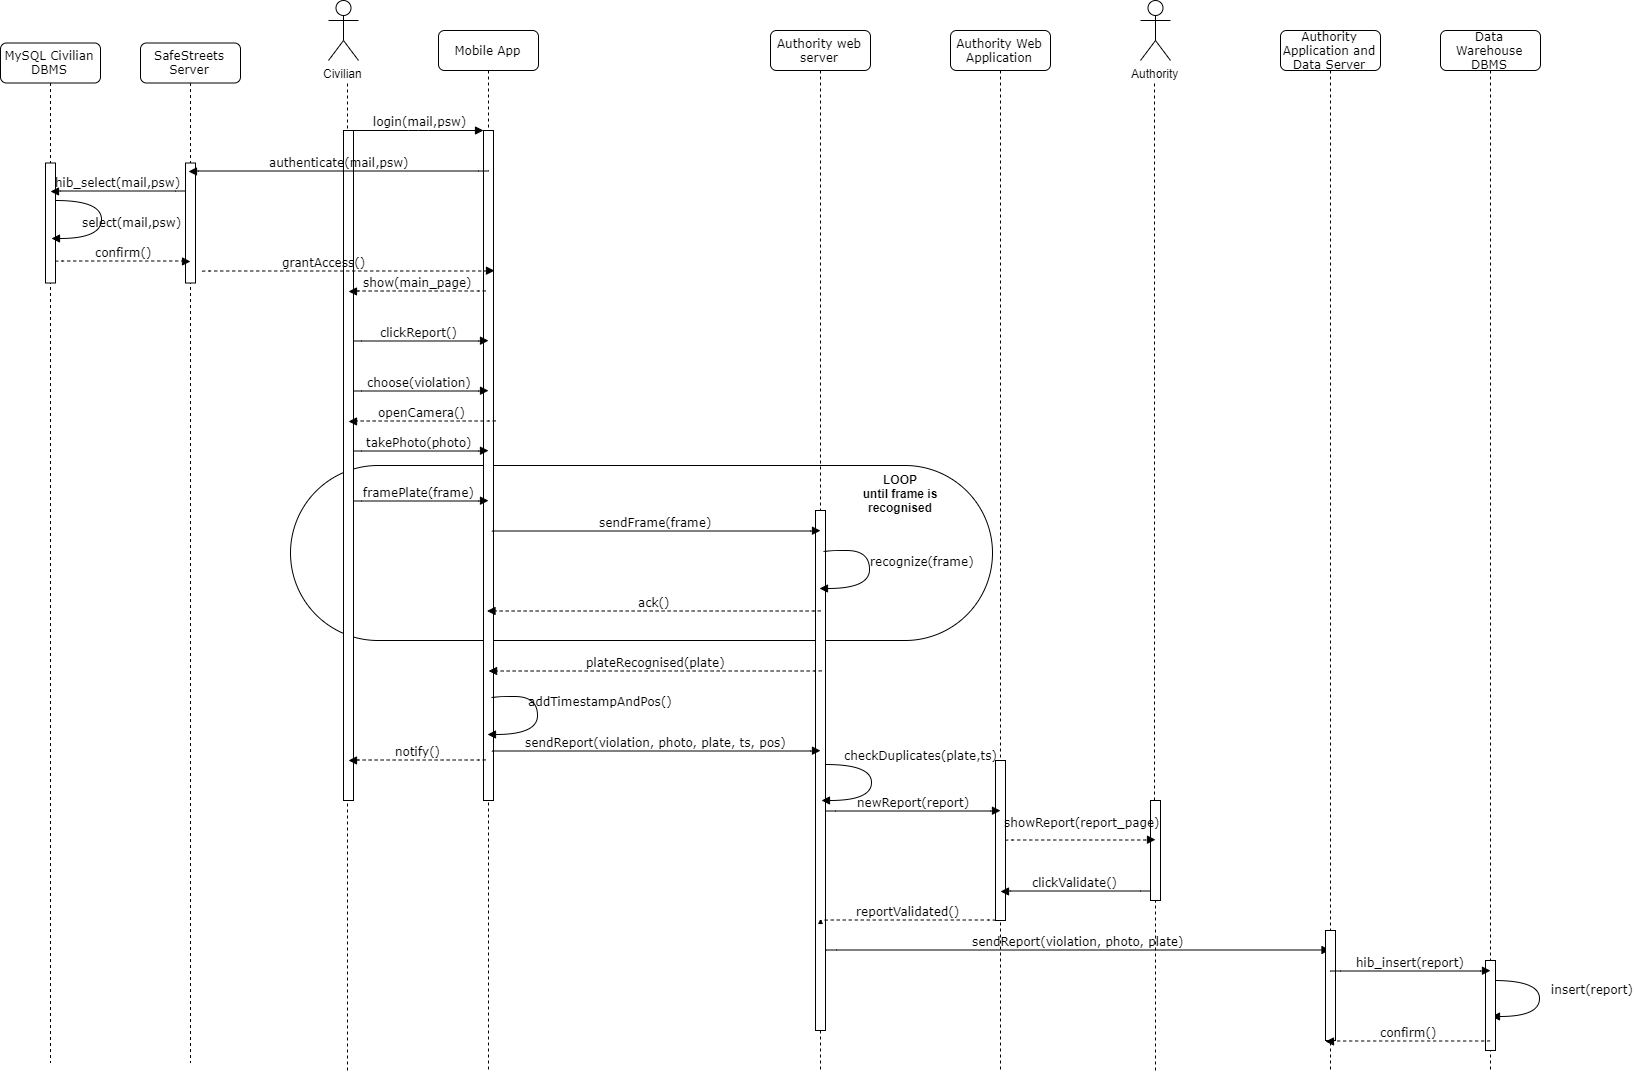 MySQL Civilian
DBMS
SafeStreets
Server
Civilian
Mobile App
Authority web
server
Authority Web
Application
Authority
Authority
Application and
Data Server
Data
Warehouse
DBMS
login(mail,psw)
authenticate(mail,psw)
hib_select(mail,psw)
select(mail,psw)
confirm()
grantAccess()
show(main_page)
clickReport()
choose(violation)
openCamera()
takePhoto(photo)
LOOP
until frame is
recognised
framePlate(frame)
sendFrame(frame)
recognize(frame)
ack()
plateRecognised(plate)
addTimestampAndPos()
sendReport(violation, photo, plate, ts, pos)
notify()
checkDuplicates(plate,ts)
newReport(report)
showReport(report_page)
clickValidate()
reportValidated()
sendReport(violation, photo, plate)
hib_insert(report)
insert(report)
confirm()